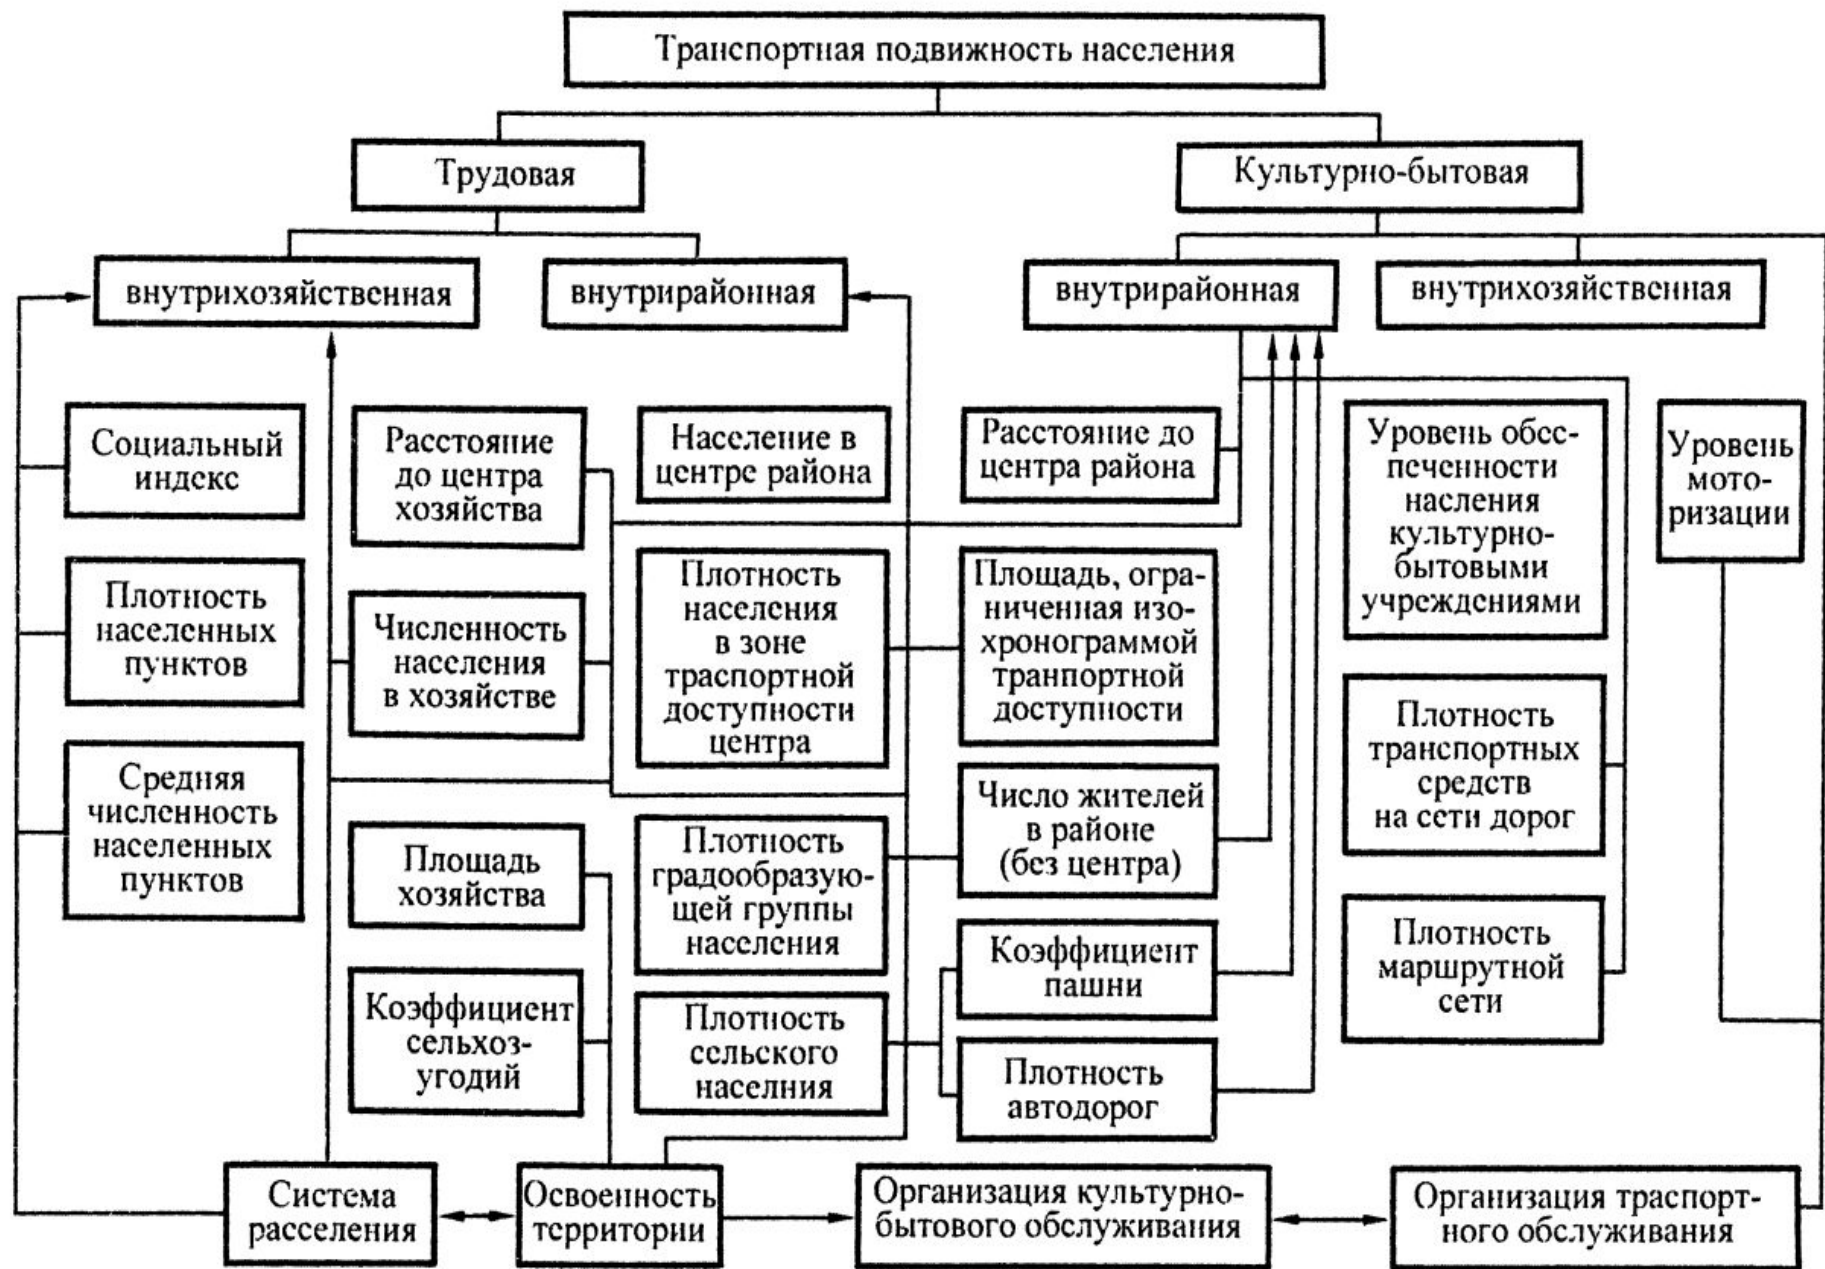 Транспортная подвижность населения
Трудовая
Культурно-бытовая
внутрихозяйственная
внутрирайонная
внутрирайонная
внутрихозяйственная
Социальный
индекс
Расстояние
до центра
хозяйства
Население в
центре района
Расстояние до
центра района
Уровень обес-
печенности
насления
культурно-
бытовыми
учреждениями
Уровень
мото-
ризации
Плотность
населенных
пунктов
Численность
населения
в хозяйстве
Плотность
населения
в зоне
траспортной
доступности
центра
Площадь, огра-
ниченная изо-
хронограммой
транпортной
доступности
Плотность
транспортных
средств
на сети дорог
Средняя
численность
населенных
пунктов
Площадь
хозяйства
Плотность
градообразую-
щей группы
населения
Число жителей
в районе
(без центра)
Коэффициент
пашни
Плотность
маршрутной
сети
Коэффициент
сельхоз-
угодий
Плотность
сельского
населния
Плотность
автодорог
Система
расселения
Освоенность
территории
Организация культурно-
бытового обслуживания
Организация траспорт-
ного обслуживания